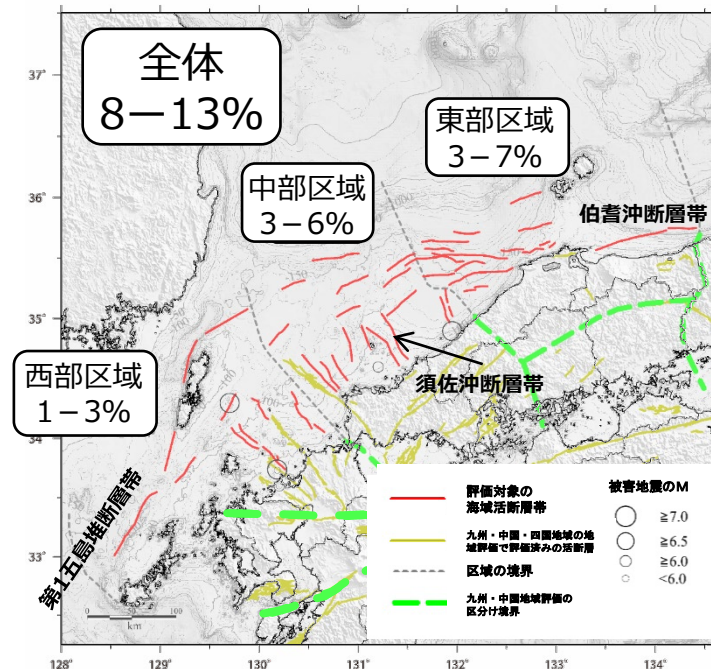 全体
8－13%
東部区域
3－7%
中部区域
3－6%
伯耆沖断層帯
西部区域
1－3%
須佐沖断層帯
第1五島堆断層帯
評価対象の
海域活断層帯
九州・中国・四国地域の地
域評価で評価済みの活断層
区域の境界
九州・中国地域評価の
区分け境界
被害地震のM
≧7.0
≧6.5
≧6.0
<6.0
37°
36°
35°
34°
33°
0 50 100
km
128° 129° 130° 131° 132° 133° 134°